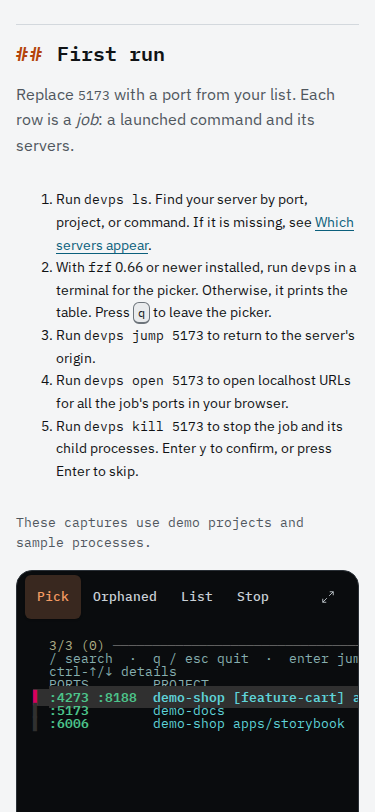 ## First run
Replace 5173 with a port from your list. Each
row is a job: a launched command and its
servers.
1. Run devps ls. Find your server by port,
project, or command. If it is missing, see Which
servers appear.
2. With fzf 0.66 or newer installed, run devps in a
terminal for the picker. Otherwise, it prints the
table. Press q to leave the picker.
3. Run devps jump 5173 to return to the server's
origin.
4. Run devps open 5173 to open localhost URLs
for all the job's ports in your browser.
5. Run devps kill 5173 to stop the job and its
child processes. Enter y to confirm, or press
Enter to skip.
These captures use demo projects and
sample processes.
Pick Orphaned List Stop
3/3 (0)
/ search · q / esc quit · enter jum
ctrl-↑/↓ details
PORTS PROJECT
:4273 :8188 demo-shop [feature-cart] a
:5173 demo-docs
:6006 demo-shop apps/storybook